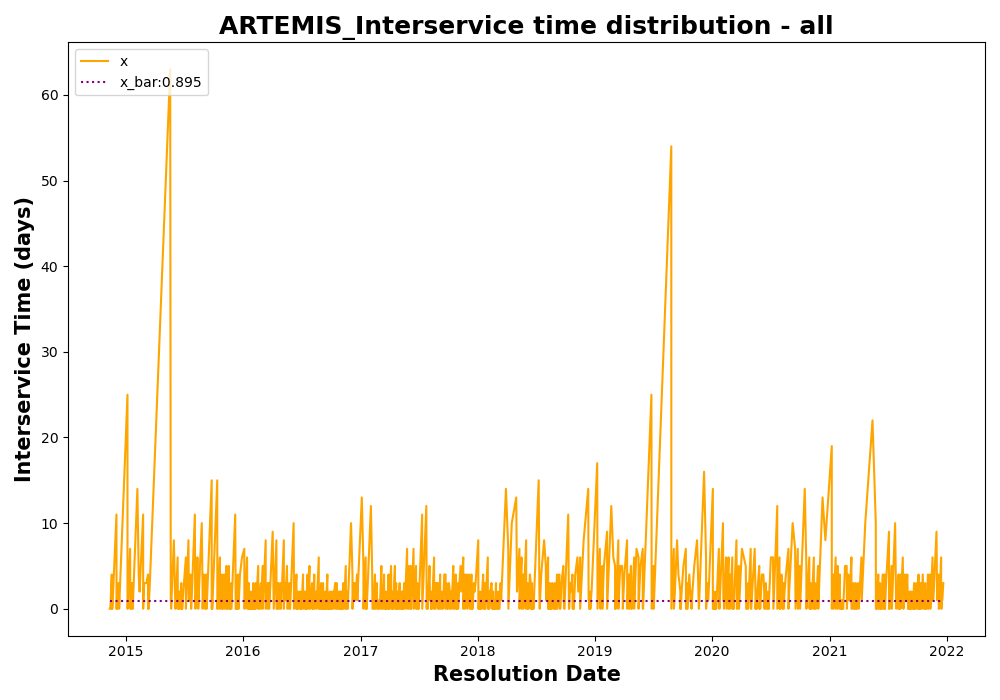 ARTEMIS_Interservice time distribution - all
x
x_bar:0.895
Interservice Time (days)
60
50
40
30
20
10
0
2015 2016 2017 2018 2019 2020 2021 2022
Resolution Date